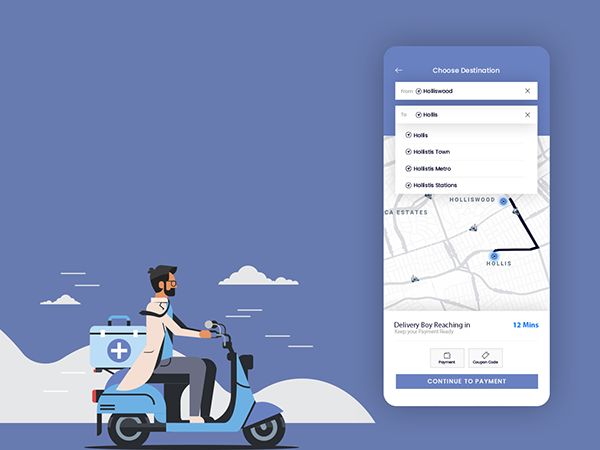 Choose Destination
From Holliswood
To Hollis
Hollis
Hollistis Town
Hollistis Metro
Hollistis Stations
HOLLISWOOD
CA ESTATES
HOLLIS
Delivery Boy Reaching in 12 Mins
Keep your Payment Ready
Payment Coupon Code
CONTINUE TO PAYMENT